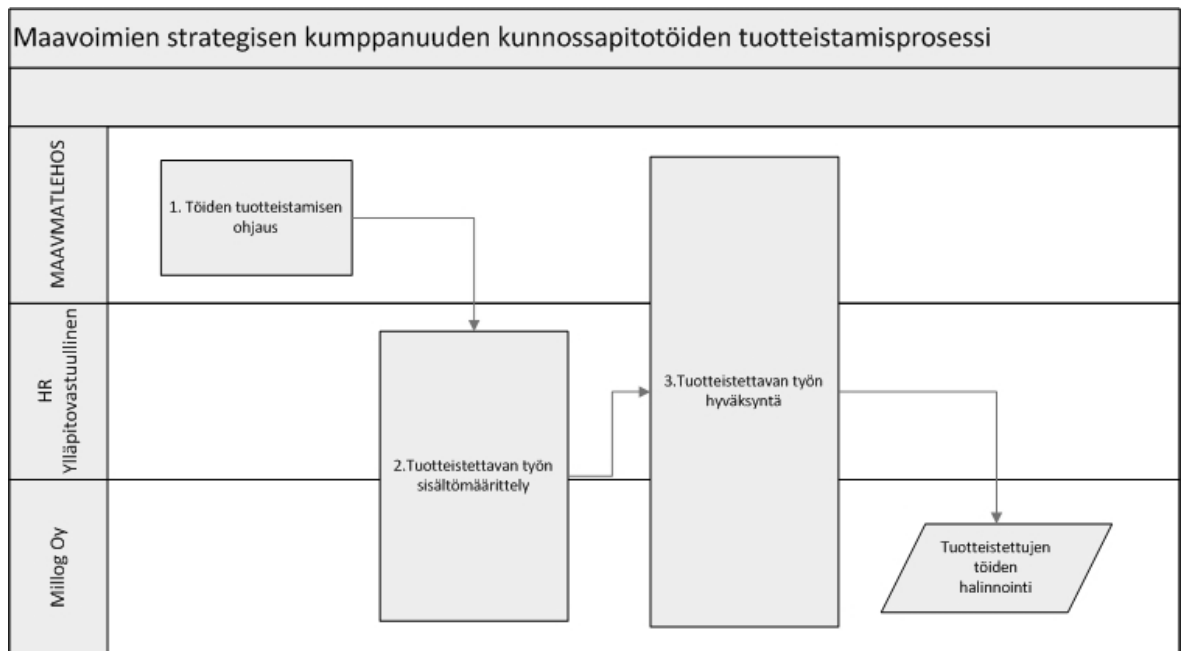 Maavoimien strategisen kumppanuuden kunnossapitotöiden tuotteistamisprosessi
MAAVMATLEHOS
1. Töiden tuotteistamisen
ohjaus
HR
Ylläpitovastuullinen
2.Tuotteistettavan työn
sisältömäärittely
3.Tuotteistettavan työn
hyväksyntä
Millog Oy
Tuotteistettujen
töiden
halinnointi